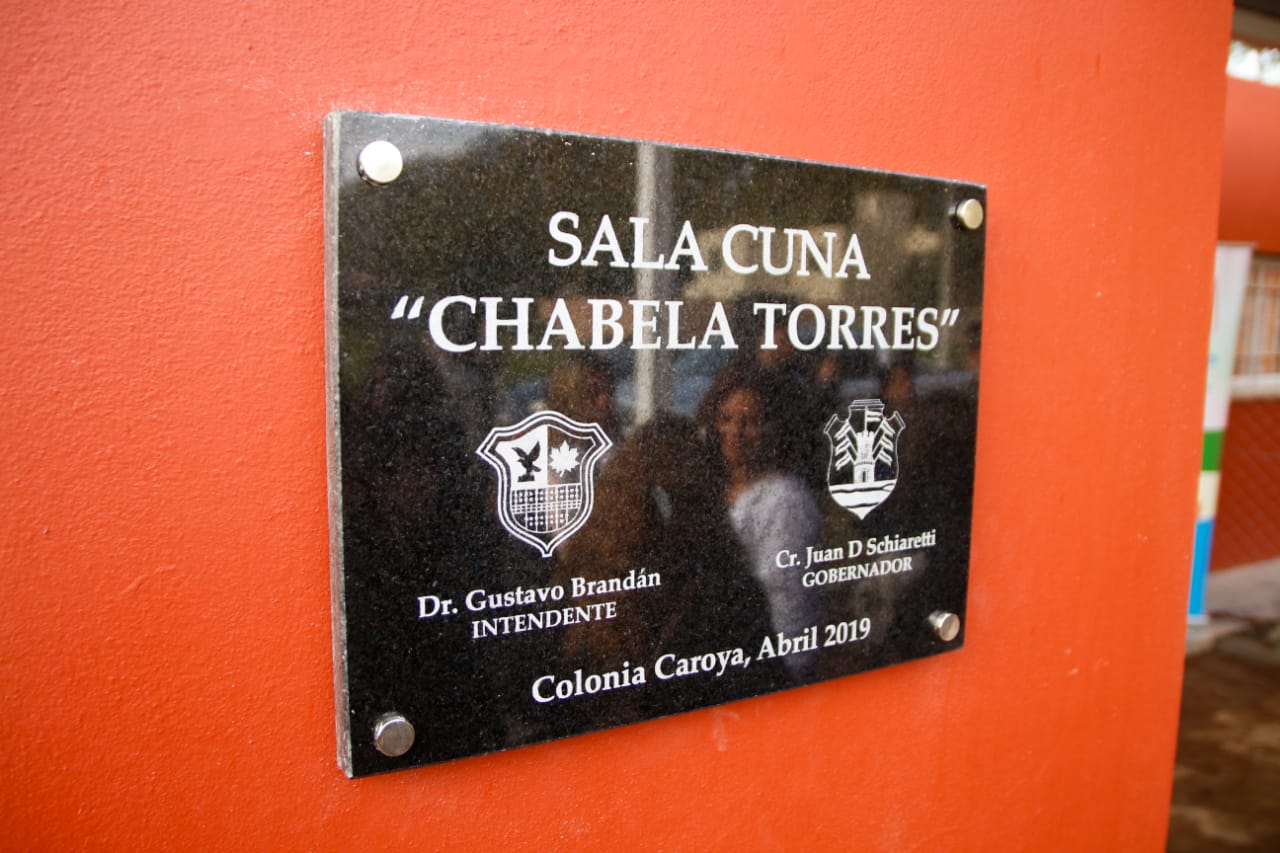 SALA CUNA
“CHABELA TORRES”
Dr. Gustavo Brandán
INTENDENTE
Cr. Juan D Schiaretti
GOBERNADOR
Colonia Caroya, Abril 2019